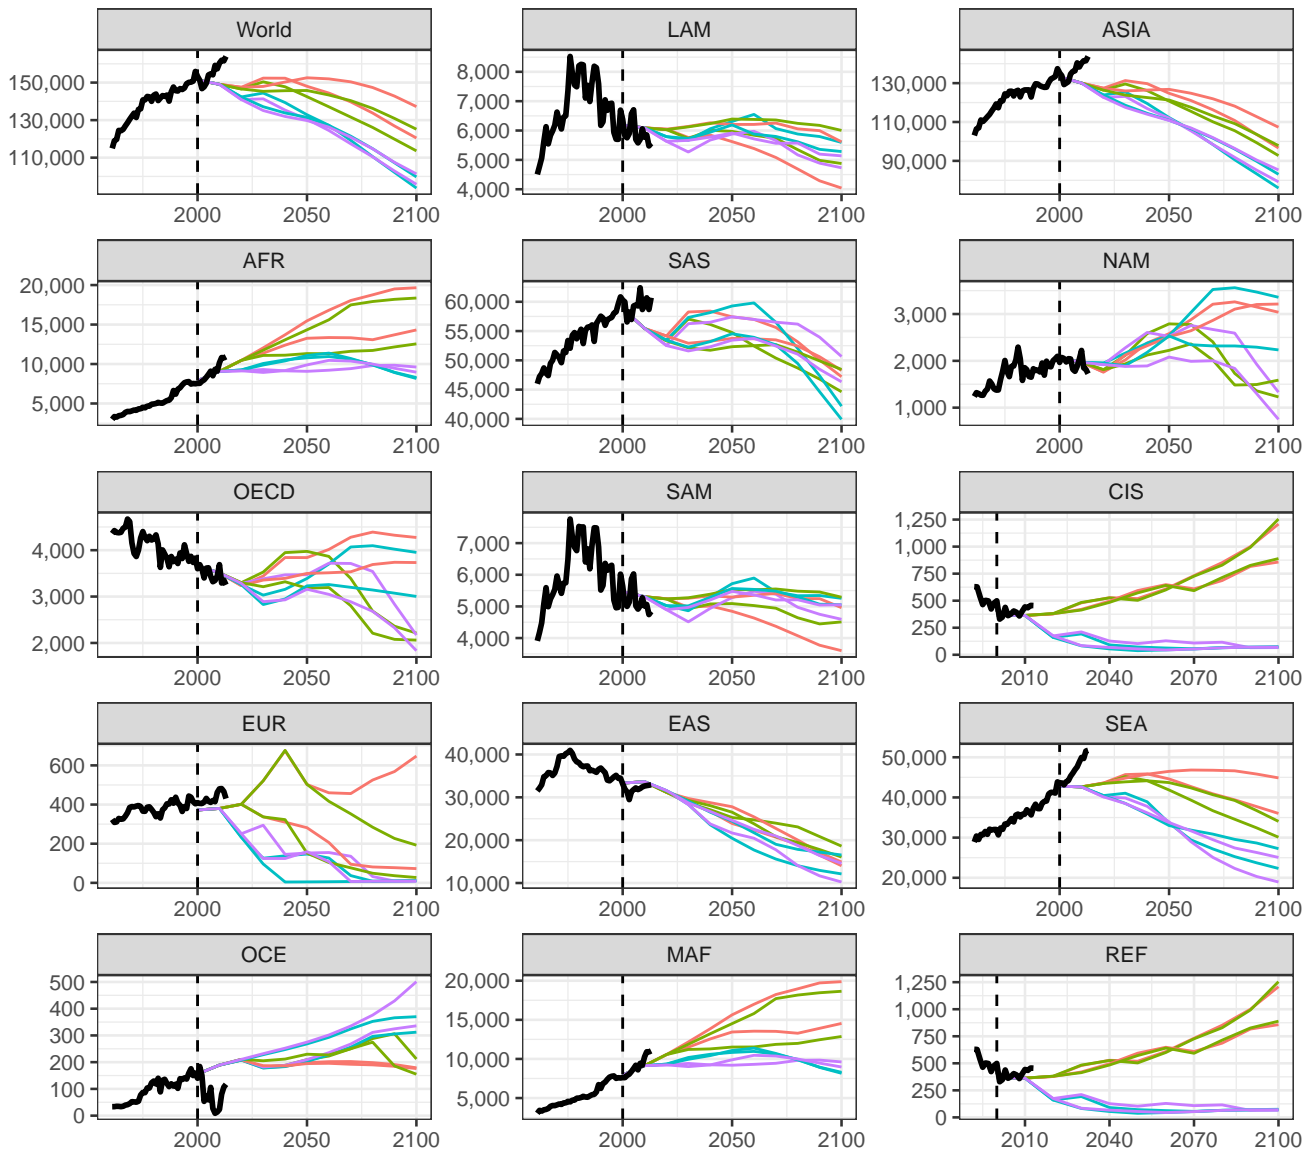 World
LAM
ASIA
150,000
130,000
110,000
8,000
7,000
6,000
5,000
4,000
130,000
110,000
90,000
2000 2050 2100
2000 2050 2100
2000 2050 2100
AFR
SAS
NAM
20,000
15,000
10,000
5,000
60,000
55,000
50,000
45,000
40,000
3,000
2,000
1,000
2000 2050 2100
2000 2050 2100
2000 2050 2100
OECD
SAM
CIS
4,000
3,000
2,000
7,000
6,000
5,000
4,000
1,250
1,000
750
500
250
0
2000 2050 2100
2000 2050 2100
2010 2040 2070 2100
EUR
EAS
SEA
600
400
200
0
40,000
30,000
20,000
10,000
50,000
40,000
30,000
20,000
2000 2050 2100
2000 2050 2100
2000 2050 2100
OCE
MAF
REF
500
400
300
200
100
0
20,000
15,000
10,000
5,000
1,250
1,000
750
500
250
0
2000 2050 2100
2000 2050 2100
2010 2040 2070 2100